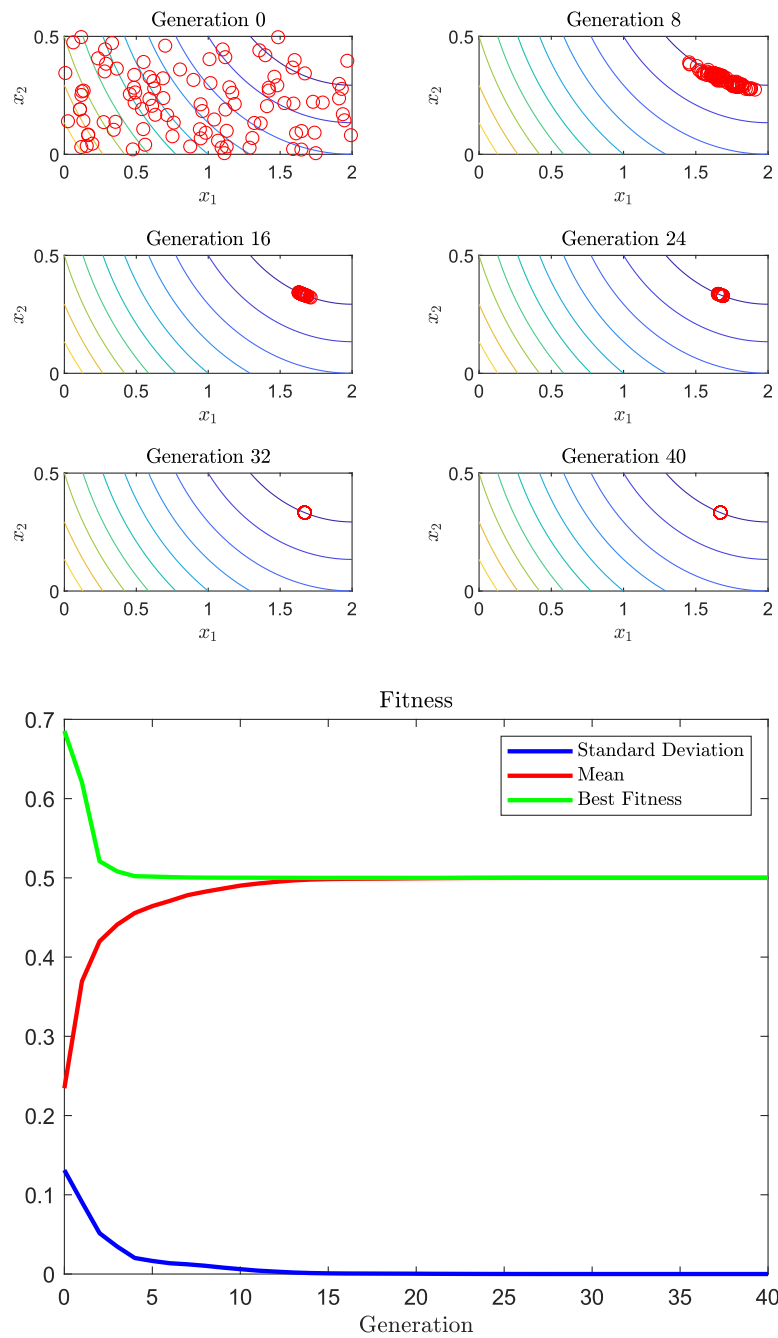 Generation 0
0.5
x₂
0
0 0.5 1 1.5 2
x₁
Generation 8
0.5
x₂
0
0 0.5 1 1.5 2
x₁
Generation 16
0.5
x₂
0
0 0.5 1 1.5 2
x₁
Generation 24
0.5
x₂
0
0 0.5 1 1.5 2
x₁
Generation 32
0.5
x₂
0
0 0.5 1 1.5 2
x₁
Generation 40
0.5
x₂
0
0 0.5 1 1.5 2
x₁
Fitness
0.7
0.6
0.5
0.4
0.3
0.2
0.1
0
Standard Deviation
Mean
Best Fitness
0 5 10 15 20 25 30 35 40
Generation